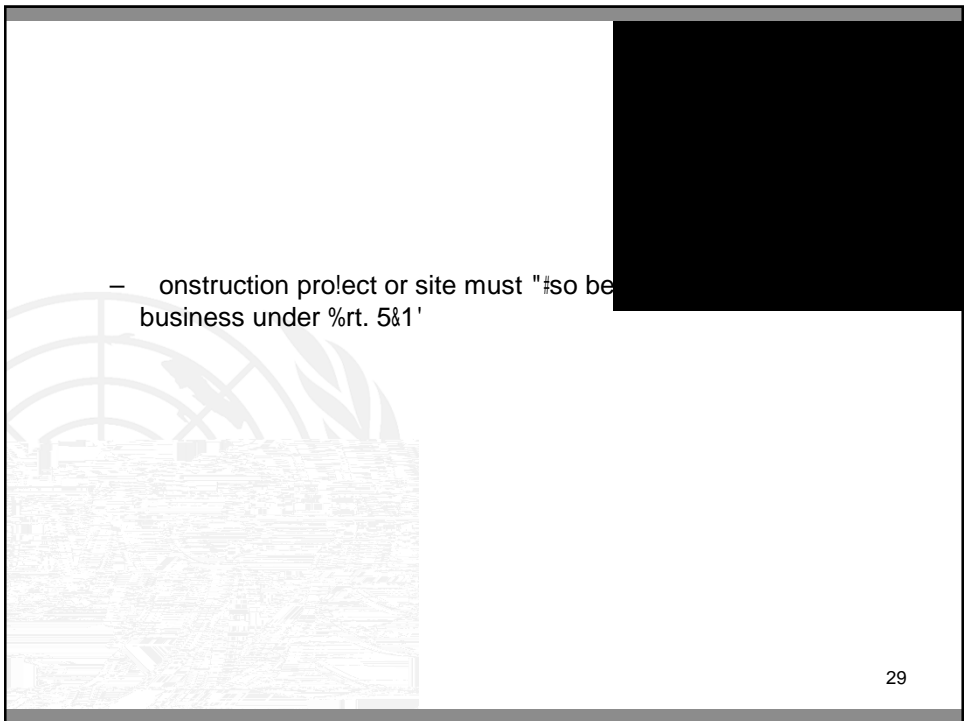 – onstruction pro!ect or site must "#so be
business under %rt. 5&1'
29